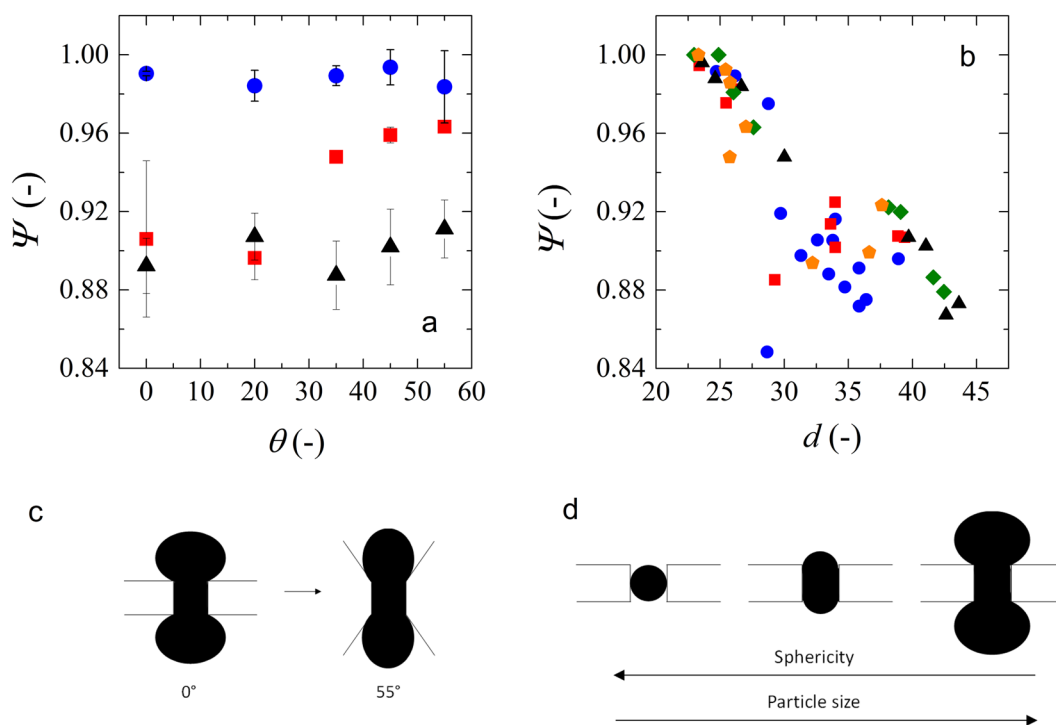 1.00
0.96
0.92
0.88
0.84
Ψ (-)
0 10 20 30 40 50 60
θ (-)
a
1.00
0.96
0.92
0.88
0.84
Ψ (-)
20 25 30 35 40 45
d (-)
b
c
0°
55°
d
Sphericity
Particle size